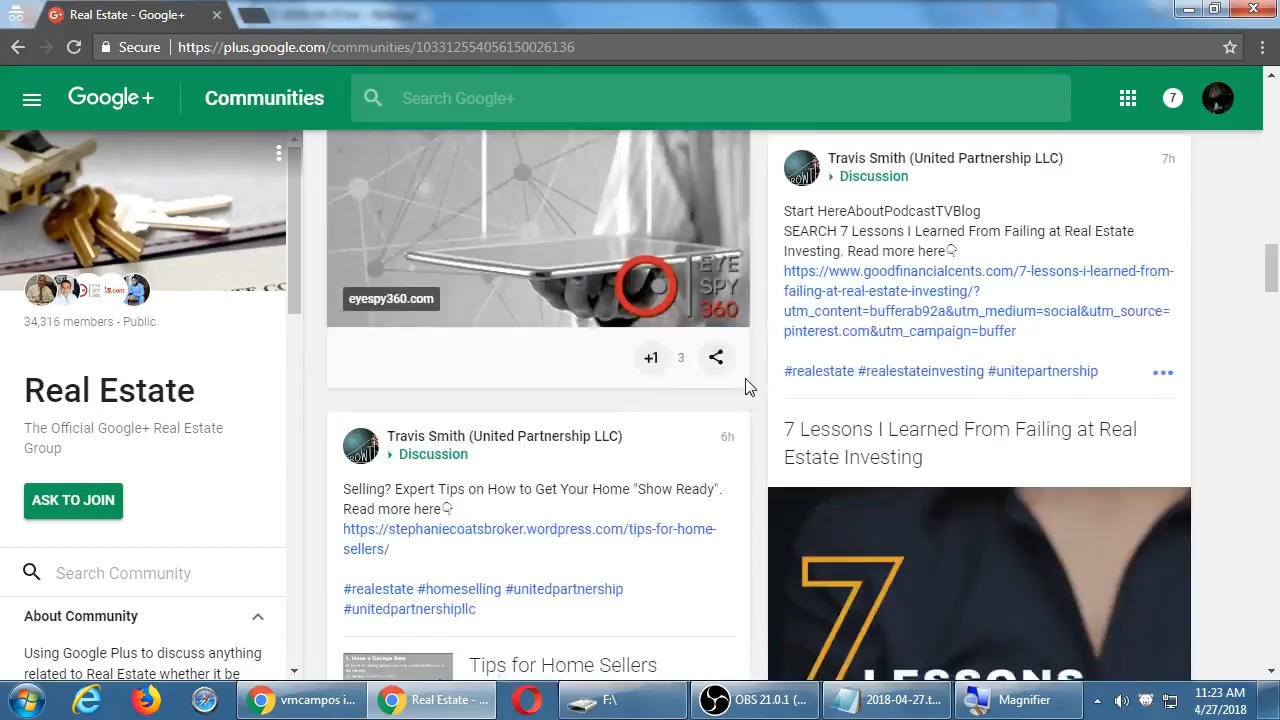 Real Estate - Google+
Secure
https://plus.google.com/communities/103312554056150026136
Google+
Communities
Search Google+
7
34,316 members - Public
Real Estate
The Official Google+ Real Estate
Group
ASK TO JOIN
Search Community
About Community
Using Google Plus to discuss anything
related to Real Estate whether it be
EYE
SPY
360
eyespy360.com
+1
3
Travis Smith (United Partnership LLC)
6h
Discussion
Selling? Expert Tips on How to Get Your Home "Show Ready".
Read more here
https://stephaniecoatsbroker.wordpress.com/tips-for-home-
sellers/
#realestate #homeselling #unitedpartnership
#unitedpartnershipllc
Tips for Home Sellers
Travis Smith (United Partnership LLC)
7h
Discussion
Start HereAboutPodcastTVBlog
SEARCH 7 Lessons I Learned From Failing at Real Estate
Investing. Read more here
https://www.goodfinancialcents.com/7-lessons-i-learned-from-
failing-at-real-estate-investing/?
utm_content=bufferab92a&utm_medium=social&utm_source=
pinterest.com&utm_campaign=buffer
#realestate #realestateinvesting #unitepartnership
7 Lessons I Learned From Failing at Real
Estate Investing
7
LESSONS
vmcampos i...
Real Estate - ...
F:\
OBS 21.0.1 (...
2018-04-27.t...
Magnifier
11:23 AM
4/27/2018